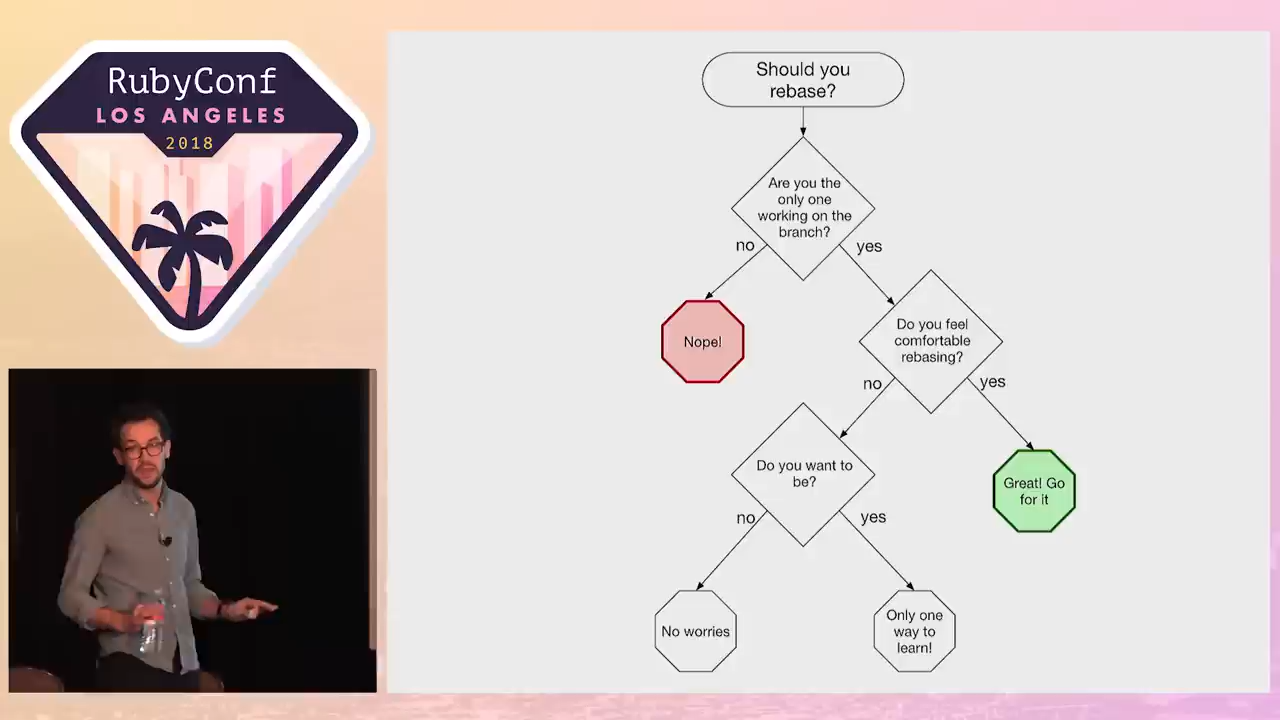 RubyConf
LOS ANGELES
2018
Should you
rebase?
Are you the
only one
working on the
branch?
no
yes
Nope!
Do you feel
comfortable
rebasing?
no
yes
Do you want to
be?
Great! Go
for it
no
yes
No worries
Only one
way to
learn!